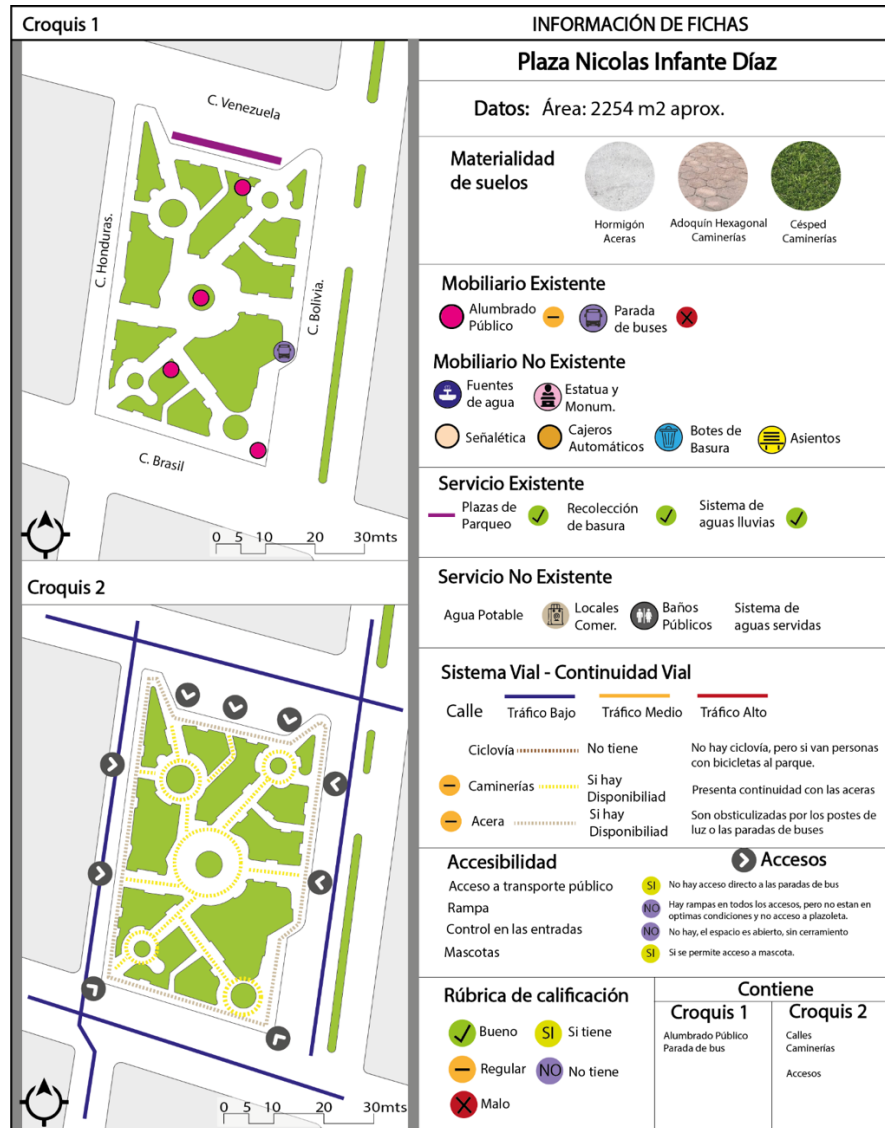 Croquis 1
C. Venezuela
C. Honduras.
C. Bolivia.
C. Brasil
0 5 10 20 30mts
Croquis 2
0 5 10 20 30mts
INFORMACIÓN DE FICHAS
Plaza Nicolas Infante Díaz
Datos: Área: 2254 m2 aprox.
Materialidad
de suelos
Hormigón
Aceras
Adoquín Hexagonal
Caminerías
Césped
Caminerías
Mobiliario Existente
Alumbrado
Público
Parada
de buses
Mobiliario No Existente
Fuentes
de agua
Estatua y
Monum.
Señalética
Cajeros
Automáticos
Botes de
Basura
Asientos
Servicio Existente
Plazas de
Parqueo
Recolección
de basura
Sistema de
aguas lluvias
Servicio No Existente
Agua Potable
Locales
Comer.
Baños
Públicos
Sistema de
aguas servidas
Sistema Vial - Continuidad Vial
Calle
Tráfico Bajo
Tráfico Medio
Tráfico Alto
Ciclovía
No tiene
No hay ciclovía, pero si van personas
con bicicletas al parque.
Caminerías
Si hay
Disponibiliad
Presenta continuidad con las aceras
Acera
Si hay
Disponibiliad
Son obsticulizadas por los postes de
luz o las paradas de buses
Accesibilidad
Accesos
Acceso a transporte público
SI
No hay acceso directo a las paradas de bus
Rampa
NO
Hay rampas en todos los accesos, pero no estan en
optimas condiciones y no acceso a plazoleta.
Control en las entradas
NO
No hay, el espacio es abierto, sin cerramiento
Mascotas
SI
Si se permite acceso a mascota.
Rúbrica de calificación
Bueno
SI
Si tiene
Regular
NO
No tiene
Malo
Contiene
Croquis 1
Alumbrado Público
Parada de bus
Croquis 2
Calles
Caminerías
Accesos